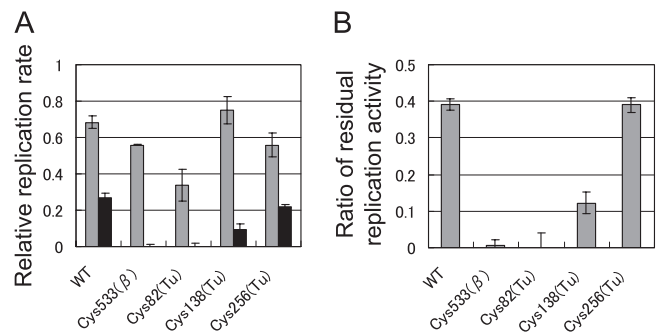 A
Relative replication rate
1
0.8
0.6
0.4
0.2
0
WT
Cys533(β)
Cys82(Tu)
Cys138(Tu)
Cys256(Tu)
B
Ratio of residual
replication activity
0.5
0.4
0.3
0.2
0.1
0
WT
Cys533(β)
Cys82(Tu)
Cys138(Tu)
Cys256(Tu)